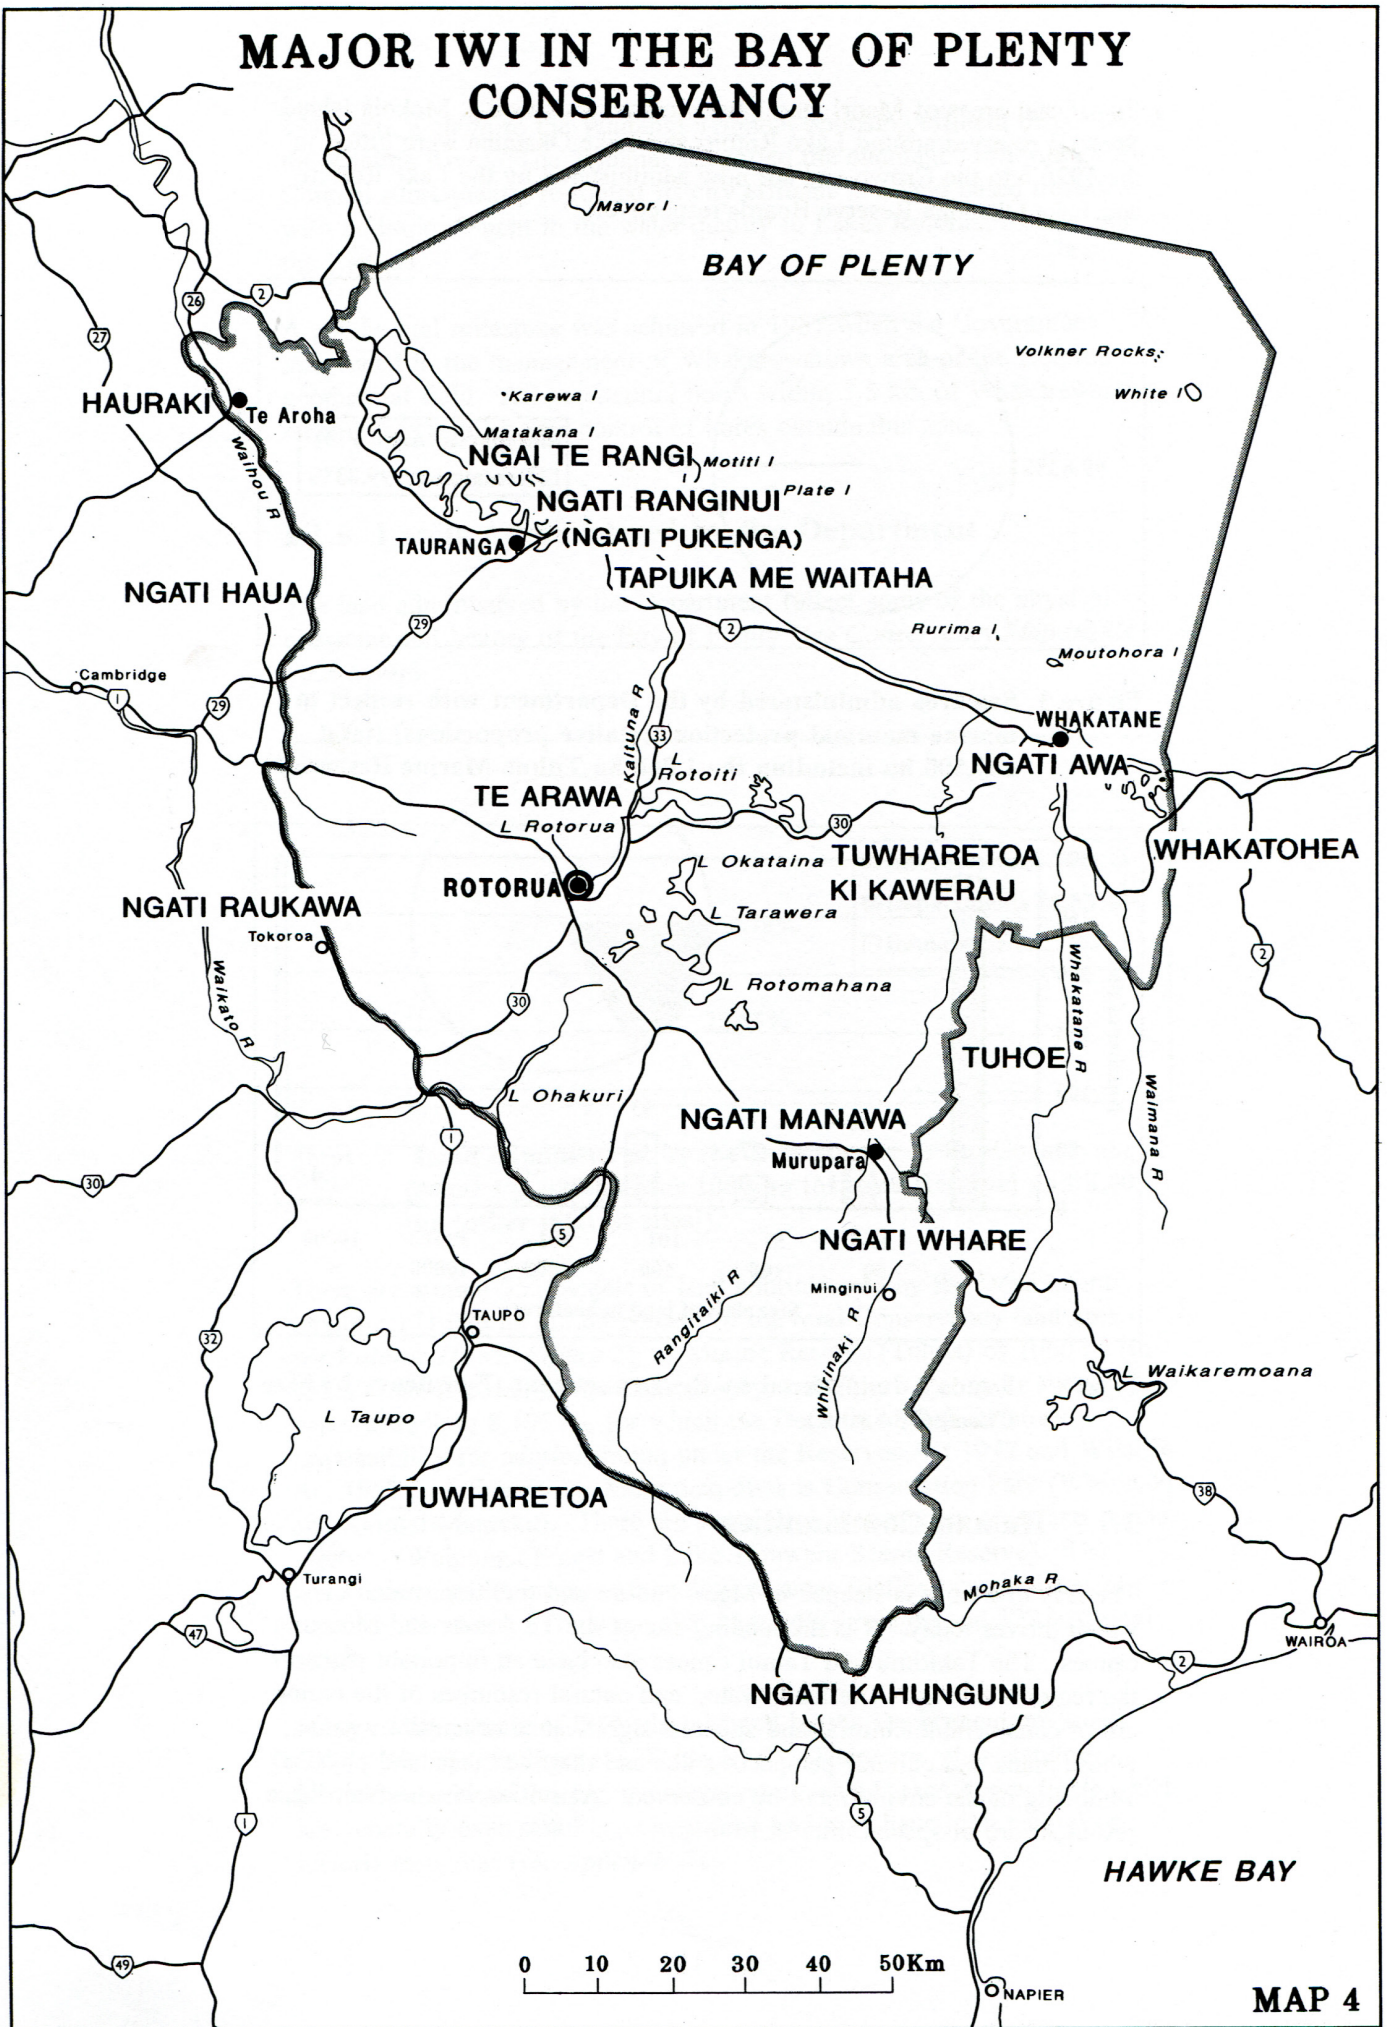 MAJOR IWI IN THE BAY OF PLENTY
CONSERVANCY
Mayor I
BAY OF PLENTY
26
2
27
Volkner Rocks
White I
HAURAKI
Te Aroha
Karewa I
Matakana I
NGAI TE RANGI
Motiti I
Waihou R
NGATI RANGINUI
Plate I
TAURANGA
(NGATI PUKENGA)
TAPUIKA ME WAITAHA
NGATI HAUA
29
2
Rurima I
Moutohora I
Cambridge
1
29
Kaituna R
33
WHAKATANE
NGATI AWA
L
Rotoiti
TE ARAWA
L Rotorua
30
L Okataina
TUWHARETOA
KI KAWERAU
WHAKATOHEA
ROTORUA
NGATI RAUKAWA
L Tarawera
Tokoroa
2
Waikato R
30
L Rotomahana
Whakatane R
TUHOE
L Ohakuri
NGATI MANAWA
Waimana R
1
Murupara
30
5
NGATI WHARE
Rangitaiki R
Minginui
TAUPO
32
Whirinaki R
L Waikaremoana
L Taupo
38
TUWHARETOA
Turangi
Mohaka R
47
WAIROA
2
NGATI KAHUNGUNU
1
5
HAWKE BAY
49
0 10 20 30 40 50Km
NAPIER
MAP 4